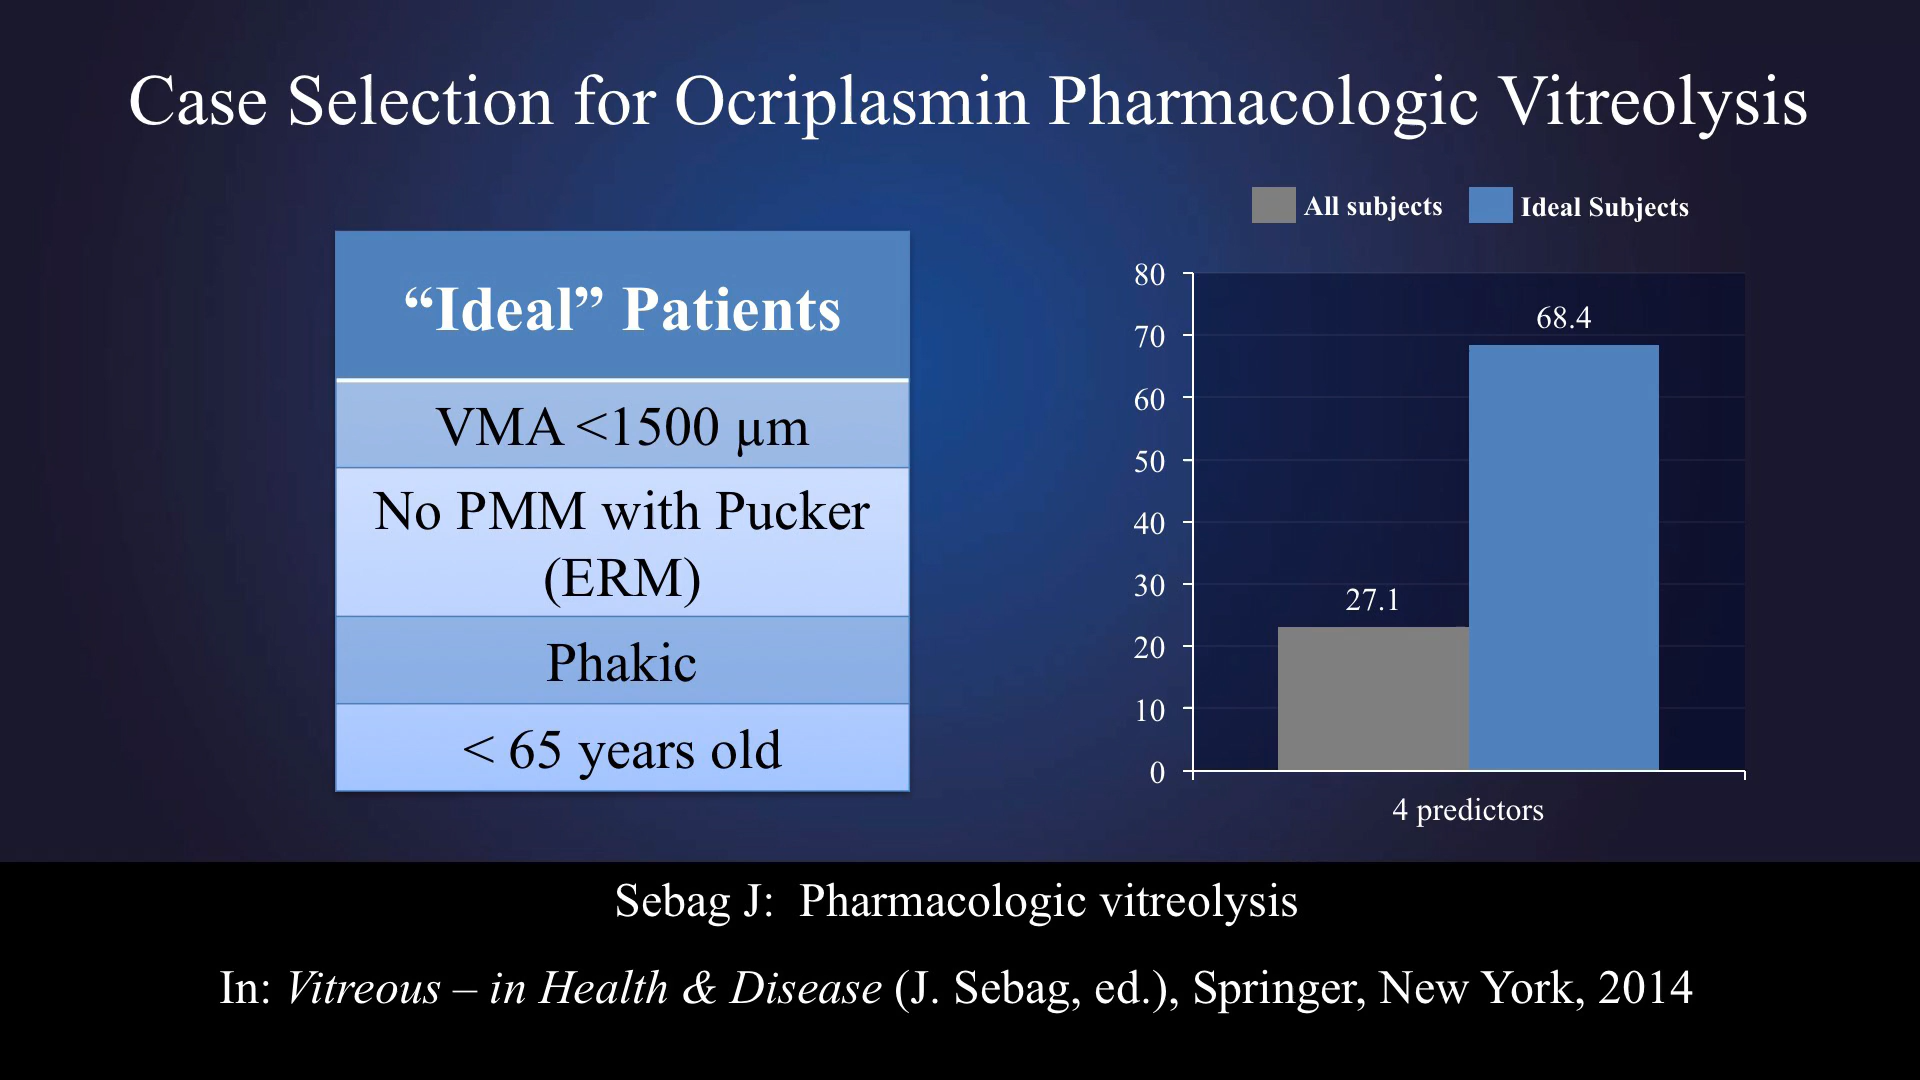 Case Selection for Ocriplasmin Pharmacologic Vitreolysis
“Ideal” Patients
VMA <1500 μm
No PMM with Pucker
(ERM)
Phakic
< 65 years old
All subjects
Ideal Subjects
80
70
60
50
40
30
20
10
0
68.4
27.1
4 predictors
Sebag J:  Pharmacologic vitreolysis
In: Vitreous – in Health & Disease (J. Sebag, ed.), Springer, New York, 2014